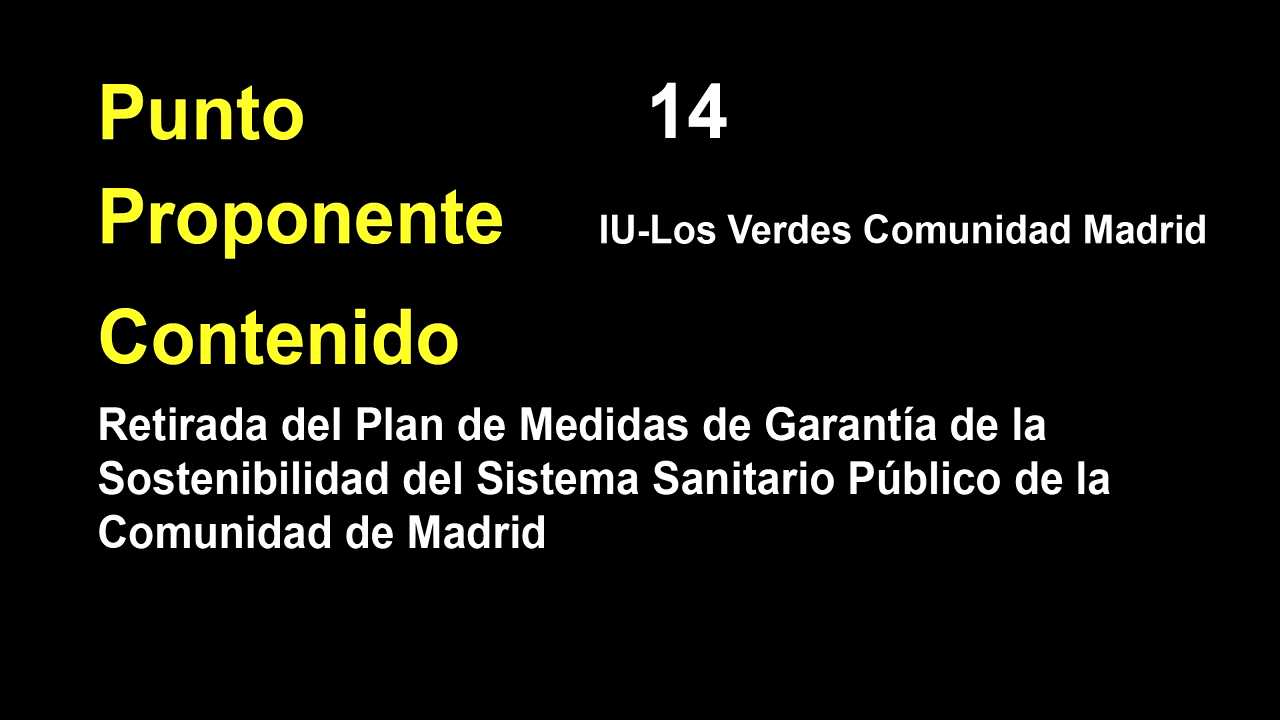 Punto 14
Proponente IU-Los Verdes Comunidad Madrid
Contenido
Retirada del Plan de Medidas de Garantía de la
Sostenibilidad del Sistema Sanitario Público de la
Comunidad de Madrid